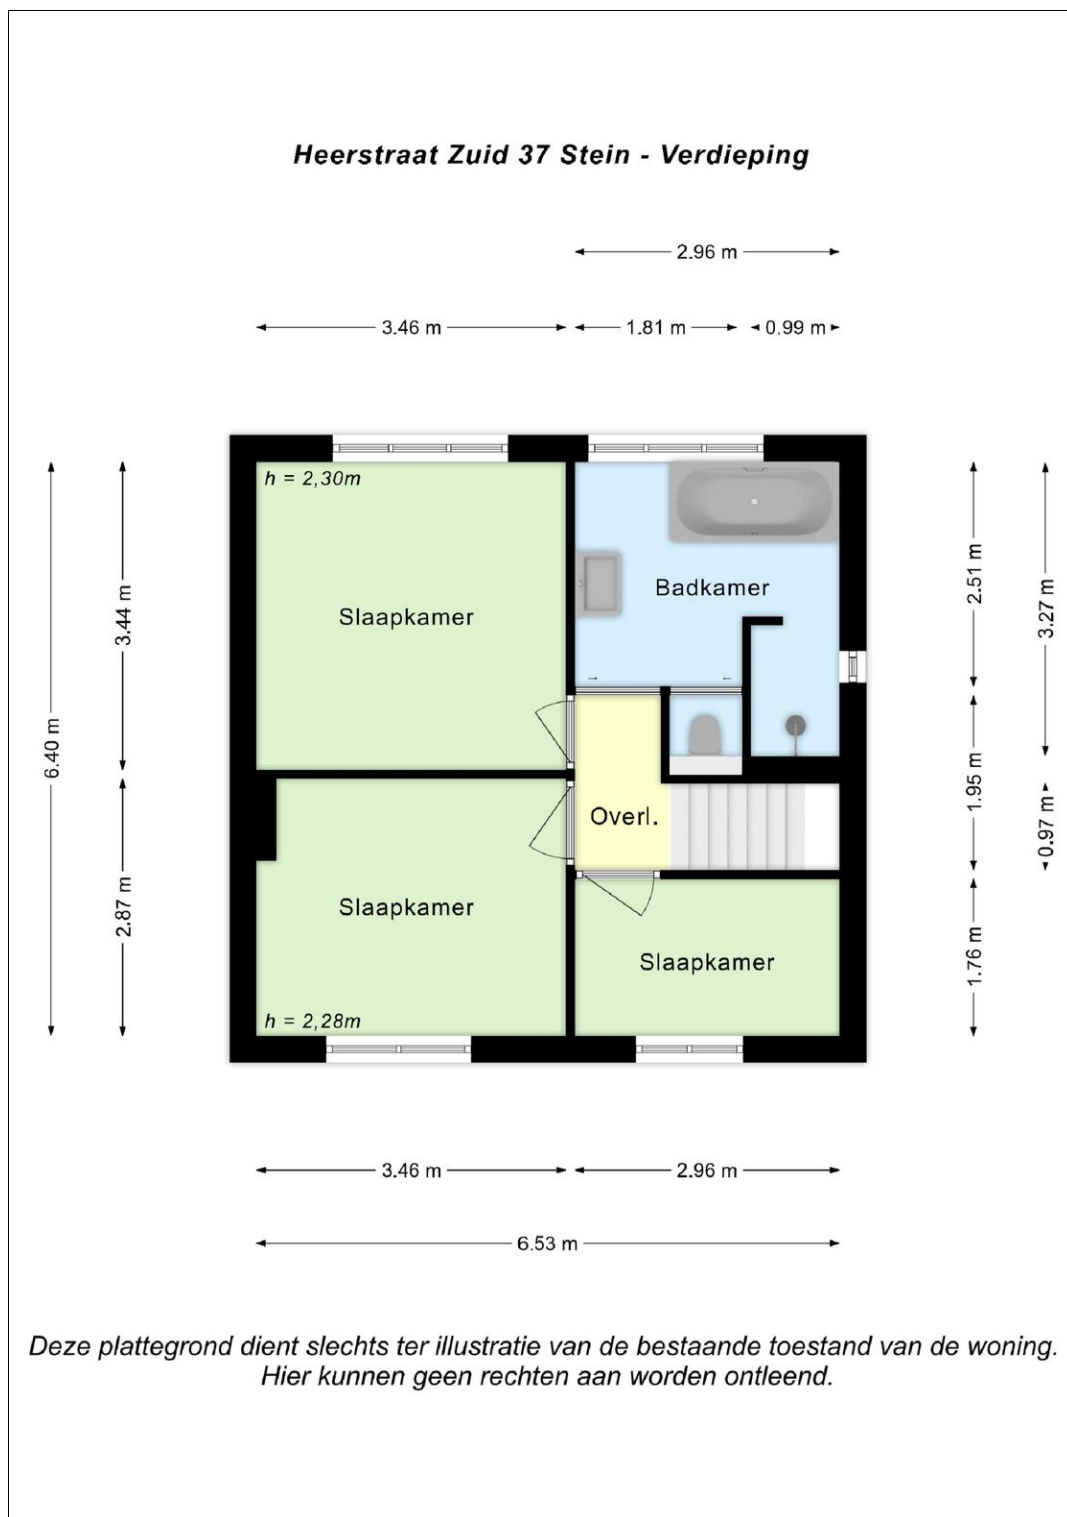 Heerstraat Zuid 37 Stein - Verdieping
2.96 m
3.46 m
1.81 m
0.99 m
h = 2,30m
Slaapkamer
Badkamer
3.44 m
6.40 m
2.87 m
2.51 m
3.27 m
1.95 m
0.97 m
1.76 m
Overl.
Slaapkamer
Slaapkamer
h = 2,28m
3.46 m
2.96 m
6.53 m
Deze plattegrond dient slechts ter illustratie van de bestaande toestand van de woning.
Hier kunnen geen rechten aan worden ontleend.